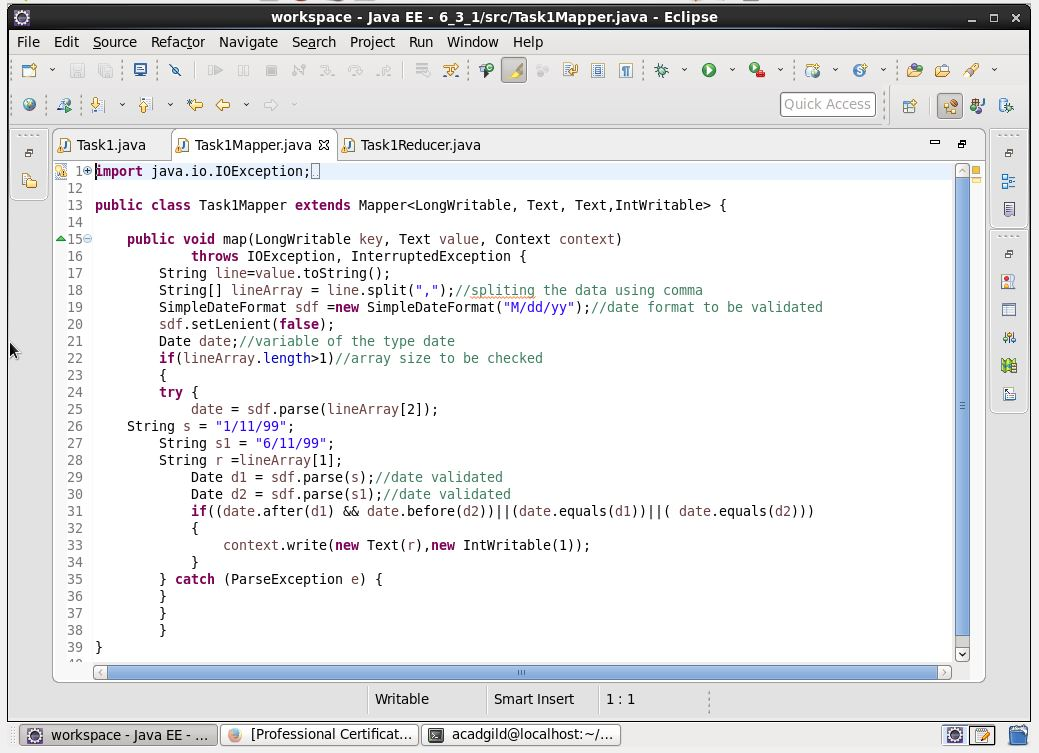 workspace - Java EE - 6_3_1/src/Task1Mapper.java - Eclipse
File Edit Source Refactor Navigate Search Project Run Window Help
Quick Access
Task1.java Task1Mapper.java Task1Reducer.java
1 import java.io.IOException;
12
13 public class Task1Mapper extends Mapper<LongWritable, Text, Text,IntWritable> {
14
15 public void map(LongWritable key, Text value, Context context)
16 throws IOException, InterruptedException {
17 String line=value.toString();
18 String[] lineArray = line.split(",");//spliting the data using comma
19 SimpleDateFormat sdf =new SimpleDateFormat("M/dd/yy");//date format to be validated
20 sdf.setLenient(false);
21 Date date;//variable of the type date
22 if(lineArray.length>1)//array size to be checked
23 {
24 try {
25 date = sdf.parse(lineArray[2]);
26 String s = "1/11/99";
27 String s1 = "6/11/99";
28 String r =lineArray[1];
29 Date d1 = sdf.parse(s);//date validated
30 Date d2 = sdf.parse(s1);//date validated
31 if((date.after(d1) && date.before(d2))||(date.equals(d1))||( date.equals(d2)))
32 {
33 context.write(new Text(r),new IntWritable(1));
34 }
35 } catch (ParseException e) {
36 }
37 }
38 }
39 }
Writable Smart Insert 1 : 1
workspace - Java EE - ... [Professional Certificat... acadgild@localhost:~/...